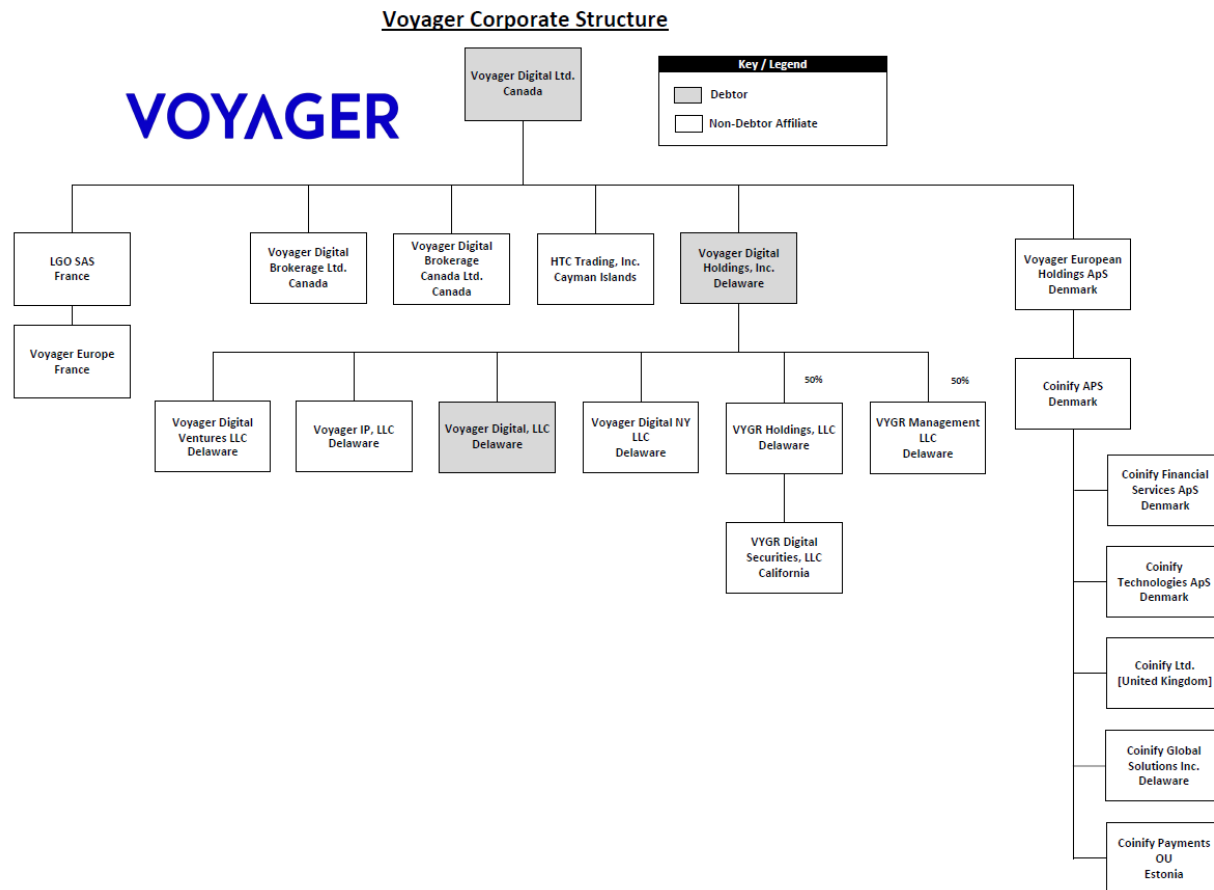 Voyager Corporate Structure
VOYAGER
Voyager Digital Ltd.
Canada
Key / Legend
Debtor
Non-Debtor Affiliate
LGO SAS
France
Voyager Digital
Brokerage Ltd.
Canada
Voyager Digital
Brokerage
Canada Ltd.
Canada
HTC Trading, Inc.
Cayman Islands
Voyager Digital
Holdings, Inc.
Delaware
Voyager European
Holdings ApS
Denmark
Voyager Europe
France
Coinify APS
Denmark
50%
50%
Voyager Digital
Ventures LLC
Delaware
Voyager IP, LLC
Delaware
Voyager Digital, LLC
Delaware
Voyager Digital NY
LLC
Delaware
VYGR Holdings, LLC
Delaware
VYGR Management
LLC
Delaware
VYGR Digital
Securities, LLC
California
Coinify Financial
Services ApS
Denmark
Coinify
Technologies ApS
Denmark
Coinify Ltd.
[United Kingdom]
Coinify Global
Solutions Inc.
Delaware
Coinify Payments
OU
Estonia